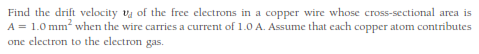 Find the drift velocity v_d of the free electrons in a copper wire whose cross-sectional area is
A = 1.0 mm² when the wire carries a current of 1.0 A. Assume that each copper atom contributes
one electron to the electron gas.